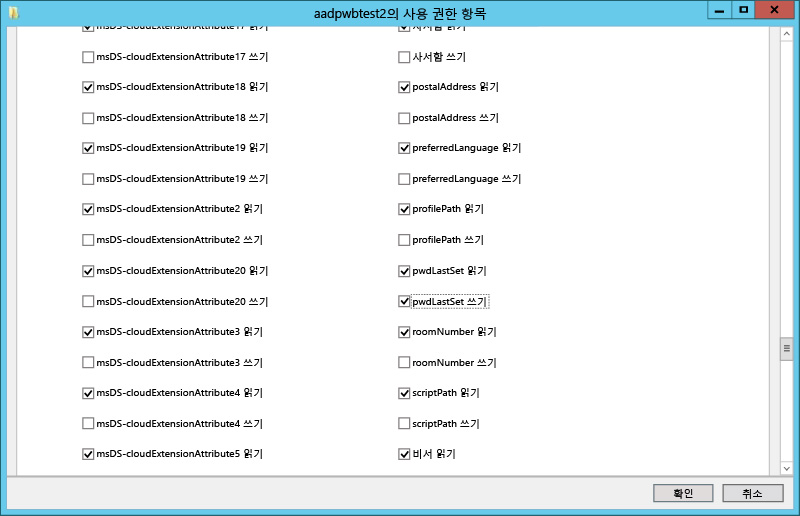 aadpwbtest2의 사용 권한 항목
msDS-cloudExtensionAttribute17 읽기
사서함 읽기
msDS-cloudExtensionAttribute17 쓰기
사서함 쓰기
msDS-cloudExtensionAttribute18 읽기
postalAddress 읽기
msDS-cloudExtensionAttribute18 쓰기
postalAddress 쓰기
msDS-cloudExtensionAttribute19 읽기
preferredLanguage 읽기
msDS-cloudExtensionAttribute19 쓰기
preferredLanguage 쓰기
msDS-cloudExtensionAttribute2 읽기
profilePath 읽기
msDS-cloudExtensionAttribute2 쓰기
profilePath 쓰기
msDS-cloudExtensionAttribute20 읽기
pwdLastSet 읽기
msDS-cloudExtensionAttribute20 쓰기
pwdLastSet 쓰기
msDS-cloudExtensionAttribute3 읽기
roomNumber 읽기
msDS-cloudExtensionAttribute3 쓰기
roomNumber 쓰기
msDS-cloudExtensionAttribute4 읽기
scriptPath 읽기
msDS-cloudExtensionAttribute4 쓰기
scriptPath 쓰기
msDS-cloudExtensionAttribute5 읽기
비서 읽기
확인
취소